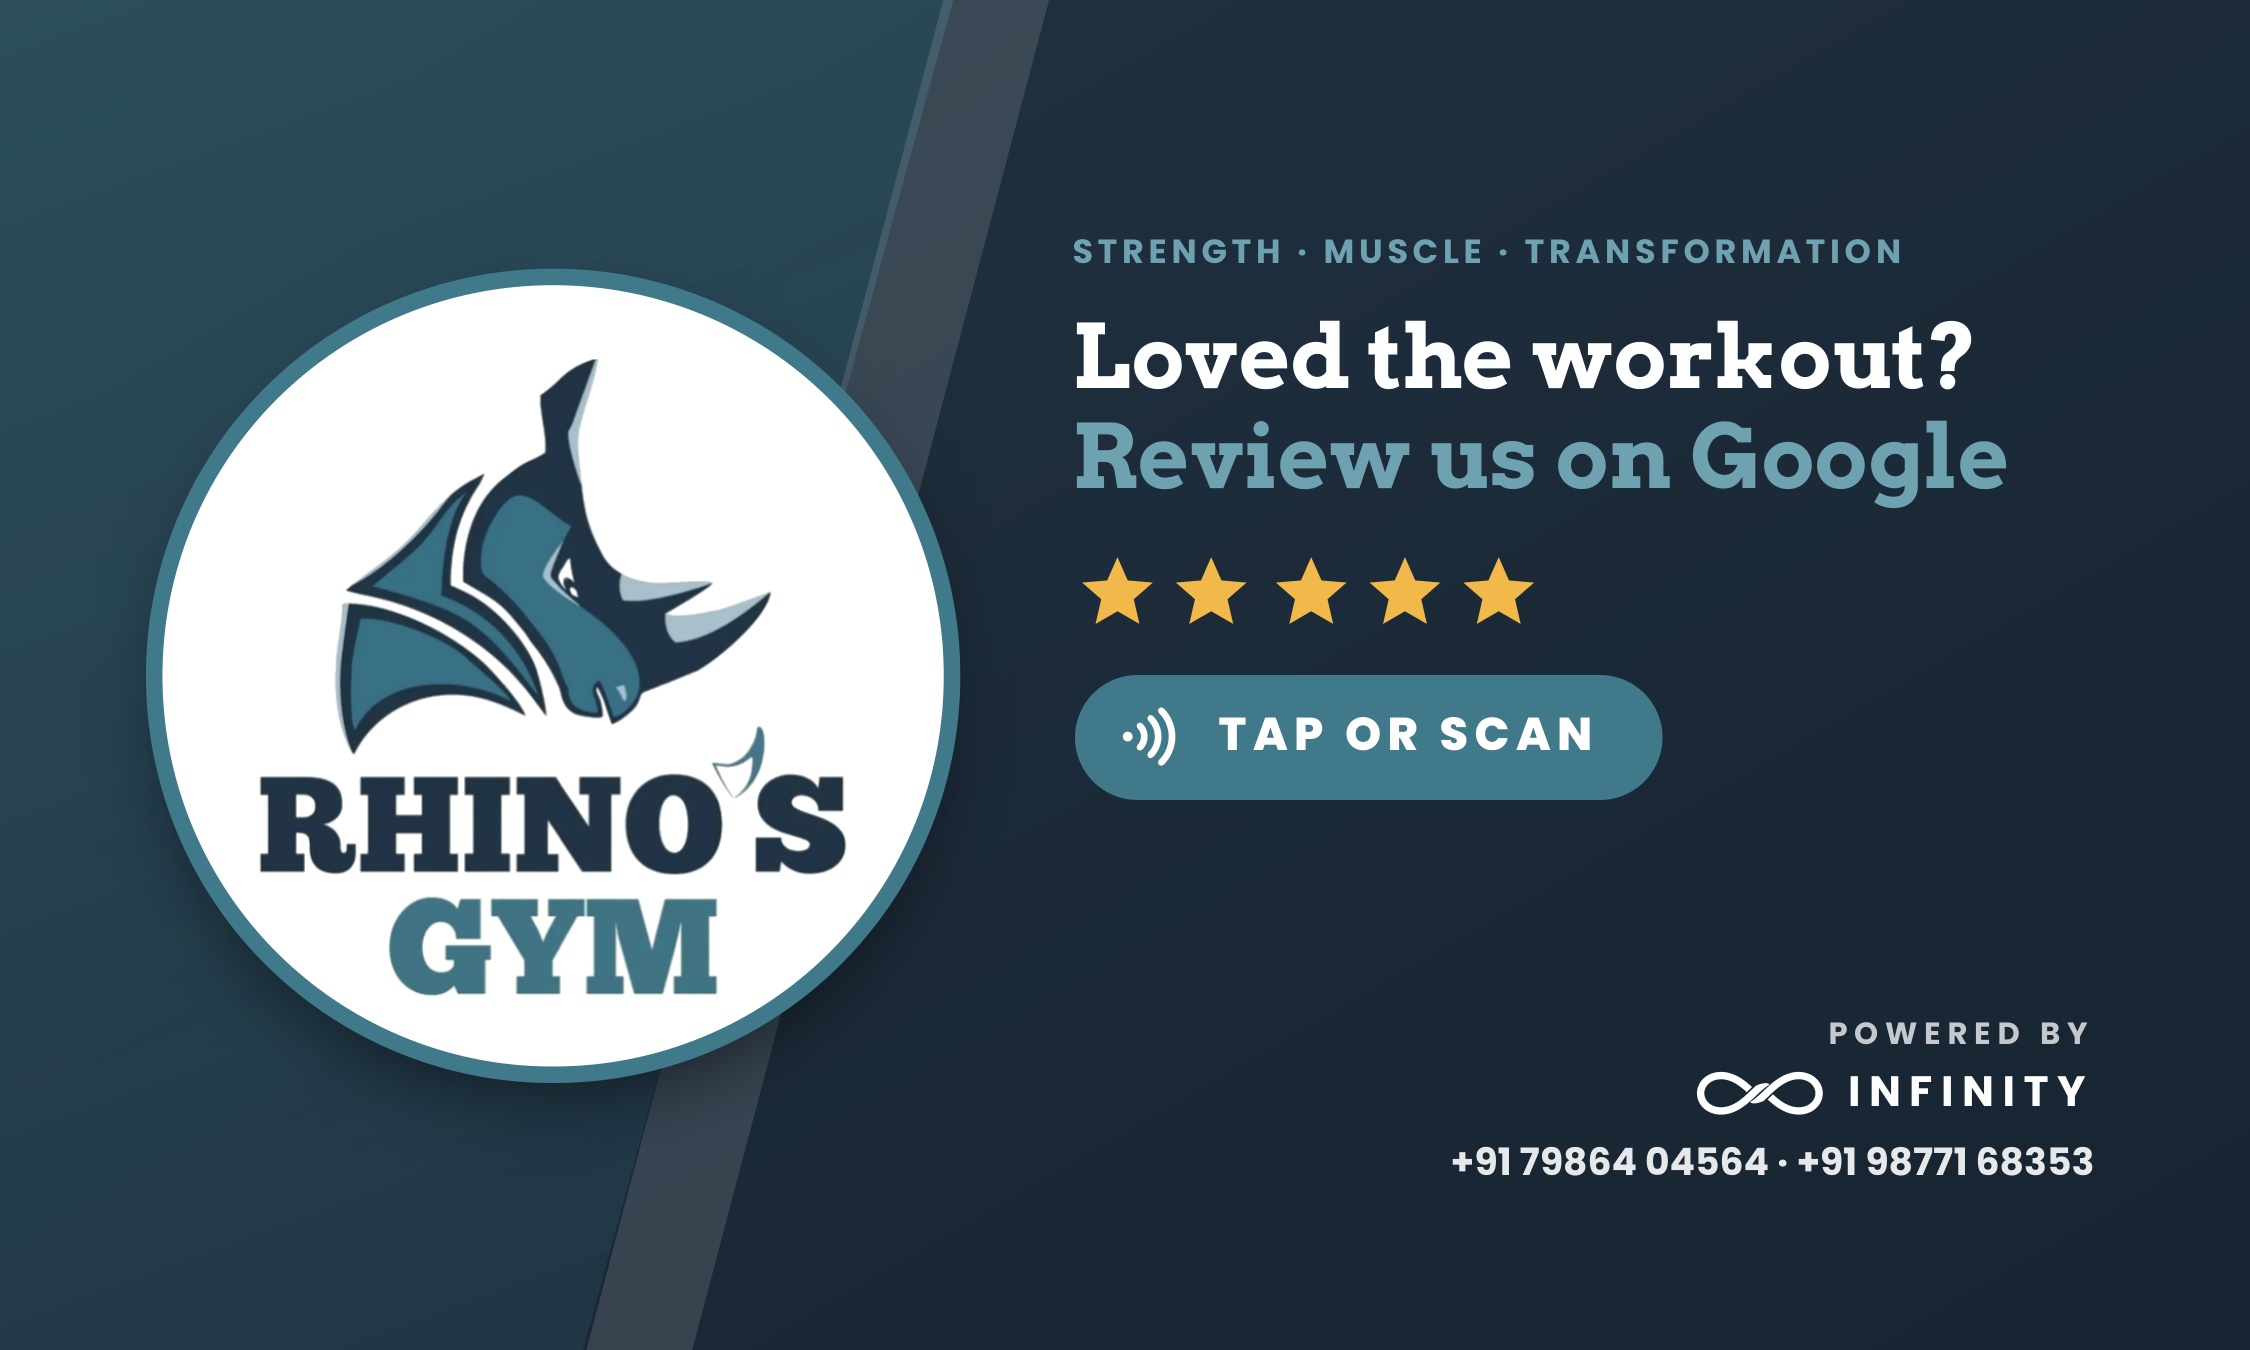 RHINO'S
GYM
STRENGTH · MUSCLE · TRANSFORMATION
Loved the workout?
Review us on Google
TAP OR SCAN
POWERED BY
INFINITY
+91 79864 04564 · +91 98771 68353